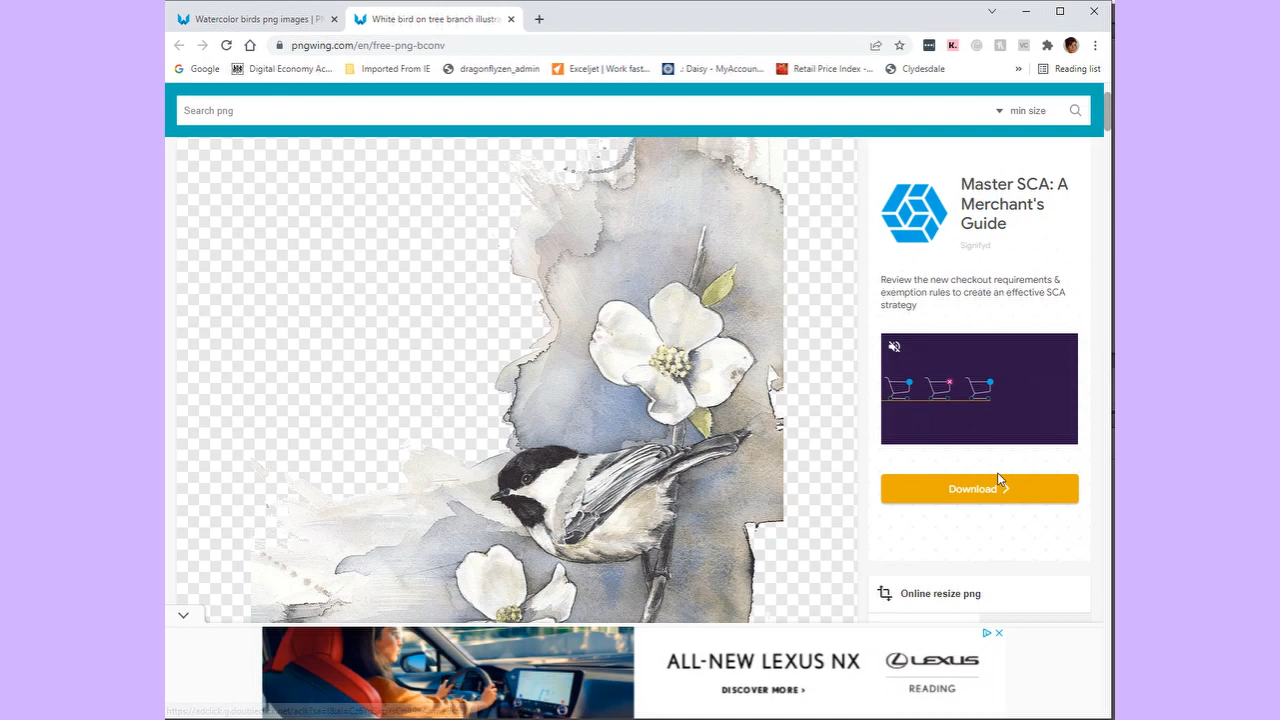 Watercolor birds png images | P
White bird on tree branch illustra
pngwing.com/en/free-png-bconv
Google
Digital Economy Ac...
Imported From IE
dragonflyzen_admin
Exceljet | Work fast...
.: Daisy - MyAccoun...
Retail Price Index -...
Clydesdale
»
Reading list
Search png
min size
Master SCA: A
Merchant's
Guide
Signifyd
Review the new checkout requirements &
exemption rules to create an effective SCA
strategy
Download
Online resize png
ALL-NEW LEXUS NX
DISCOVER MORE >
LEXUS
READING